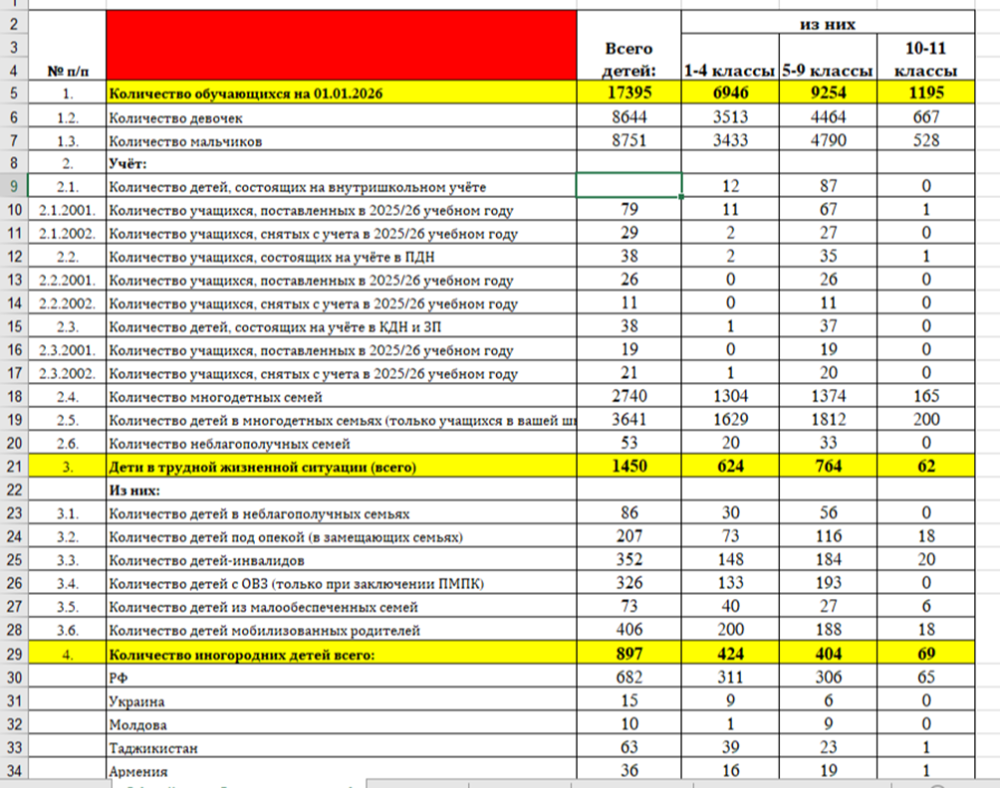 2 из них
3 Всего 10-11
4 № п/п детей: 1-4 классы 5-9 классы классы
5 1. Количество обучающихся на 01.01.2026 17395 6946 9254 1195
6 1.2. Количество девочек 8644 3513 4464 667
7 1.3. Количество мальчиков 8751 3433 4790 528
8 2. Учёт:
9 2.1. Количество детей, состоящих на внутришкольном учёте 12 87 0
10 2.1.2001. Количество учащихся, поставленных в 2025/26 учебном году 79 11 67 1
11 2.1.2002. Количество учащихся, снятых с учета в 2025/26 учебном году 29 2 27 0
12 2.2. Количество учащихся, состоящих на учёте в ПДН 38 2 35 1
13 2.2.2001. Количество учащихся, поставленных в 2025/26 учебном году 26 0 26 0
14 2.2.2002. Количество учащихся, снятых с учета в 2025/26 учебном году 11 0 11 0
15 2.3. Количество детей, состоящих на учёте в КДН и ЗП 38 1 37 0
16 2.3.2001. Количество учащихся, поставленных в 2025/26 учебном году 19 0 19 0
17 2.3.2002. Количество учащихся, снятых с учета в 2025/26 учебном году 21 1 20 0
18 2.4. Количество многодетных семей 2740 1304 1374 165
19 2.5. Количество детей в многодетных семьях (только учащихся в вашей 3641 1629 1812 200
20 2.6. Количество неблагополучных семей 53 20 33 0
21 3. Дети в трудной жизненной ситуации (всего) 1450 624 764 62
22 Из них:
23 3.1. Количество детей в неблагополучных семьях 86 30 56 0
24 3.2. Количество детей под опекой (в замещающих семьях) 207 73 116 18
25 3.3. Количество детей-инвалидов 352 148 184 20
26 3.4. Количество детей с ОВЗ (только при заключении ПМПК) 326 133 193 0
27 3.5. Количество детей из малообеспеченных семей 73 40 27 6
28 3.6. Количество детей мобилизованных родителей 406 200 188 18
29 4. Количество иногородних детей всего: 897 424 404 69
30 РФ 682 311 306 65
31 Украина 15 9 6 0
32 Молдова 10 1 9 0
33 Таджикистан 63 39 23 1
34 Армения 36 16 19 1